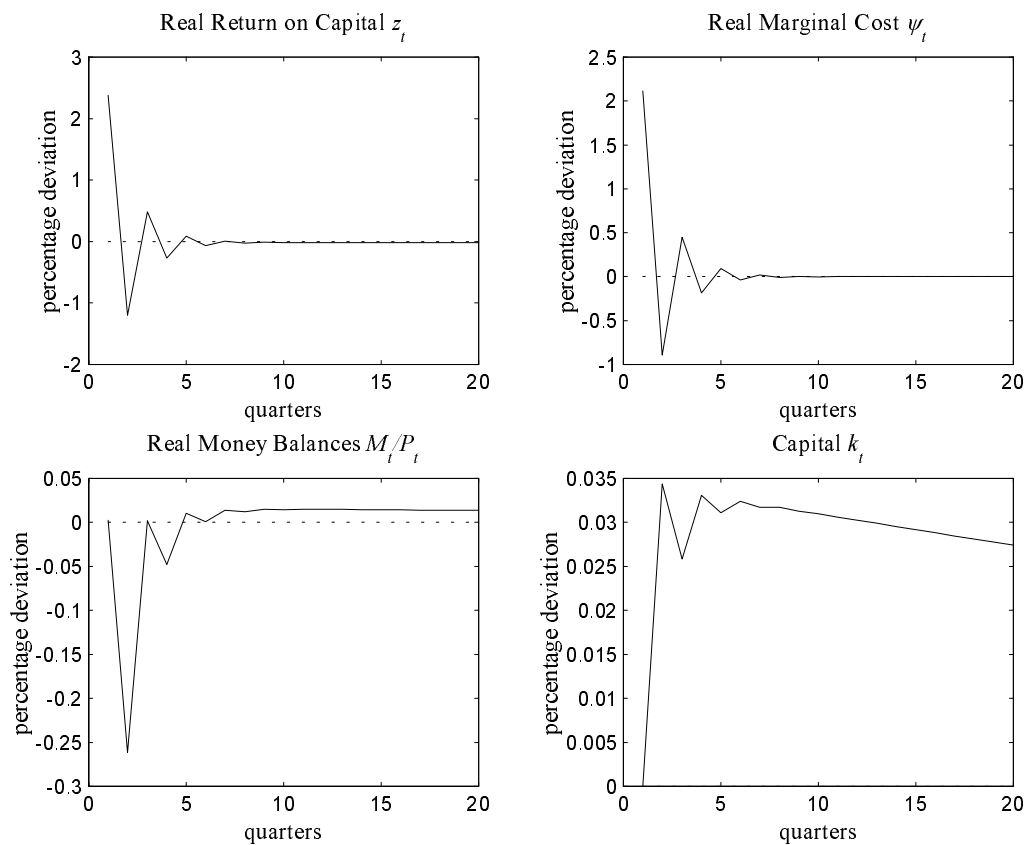 Real Return on Capital z_t
percentage deviation
3
2
1
0
-1
-2
0 5 10 15 20
quarters
Real Marginal Cost ψ_t
percentage deviation
2.5
2
1.5
1
0.5
0
-0.5
-1
0 5 10 15 20
quarters
Real Money Balances M_t/P_t
percentage deviation
0.05
0
-0.05
-0.1
-0.15
-0.2
-0.25
-0.3
0 5 10 15 20
quarters
Capital k_t
percentage deviation
0.035
0.03
0.025
0.02
0.015
0.01
0.005
0
0 5 10 15 20
quarters